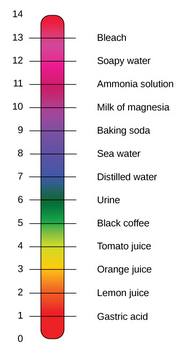 14
13 Bleach
12 Soapy water
11 Ammonia solution
10 Milk of magnesia
9 Baking soda
8 Sea water
7 Distilled water
6 Urine
5 Black coffee
4 Tomato juice
3 Orange juice
2 Lemon juice
1 Gastric acid
0